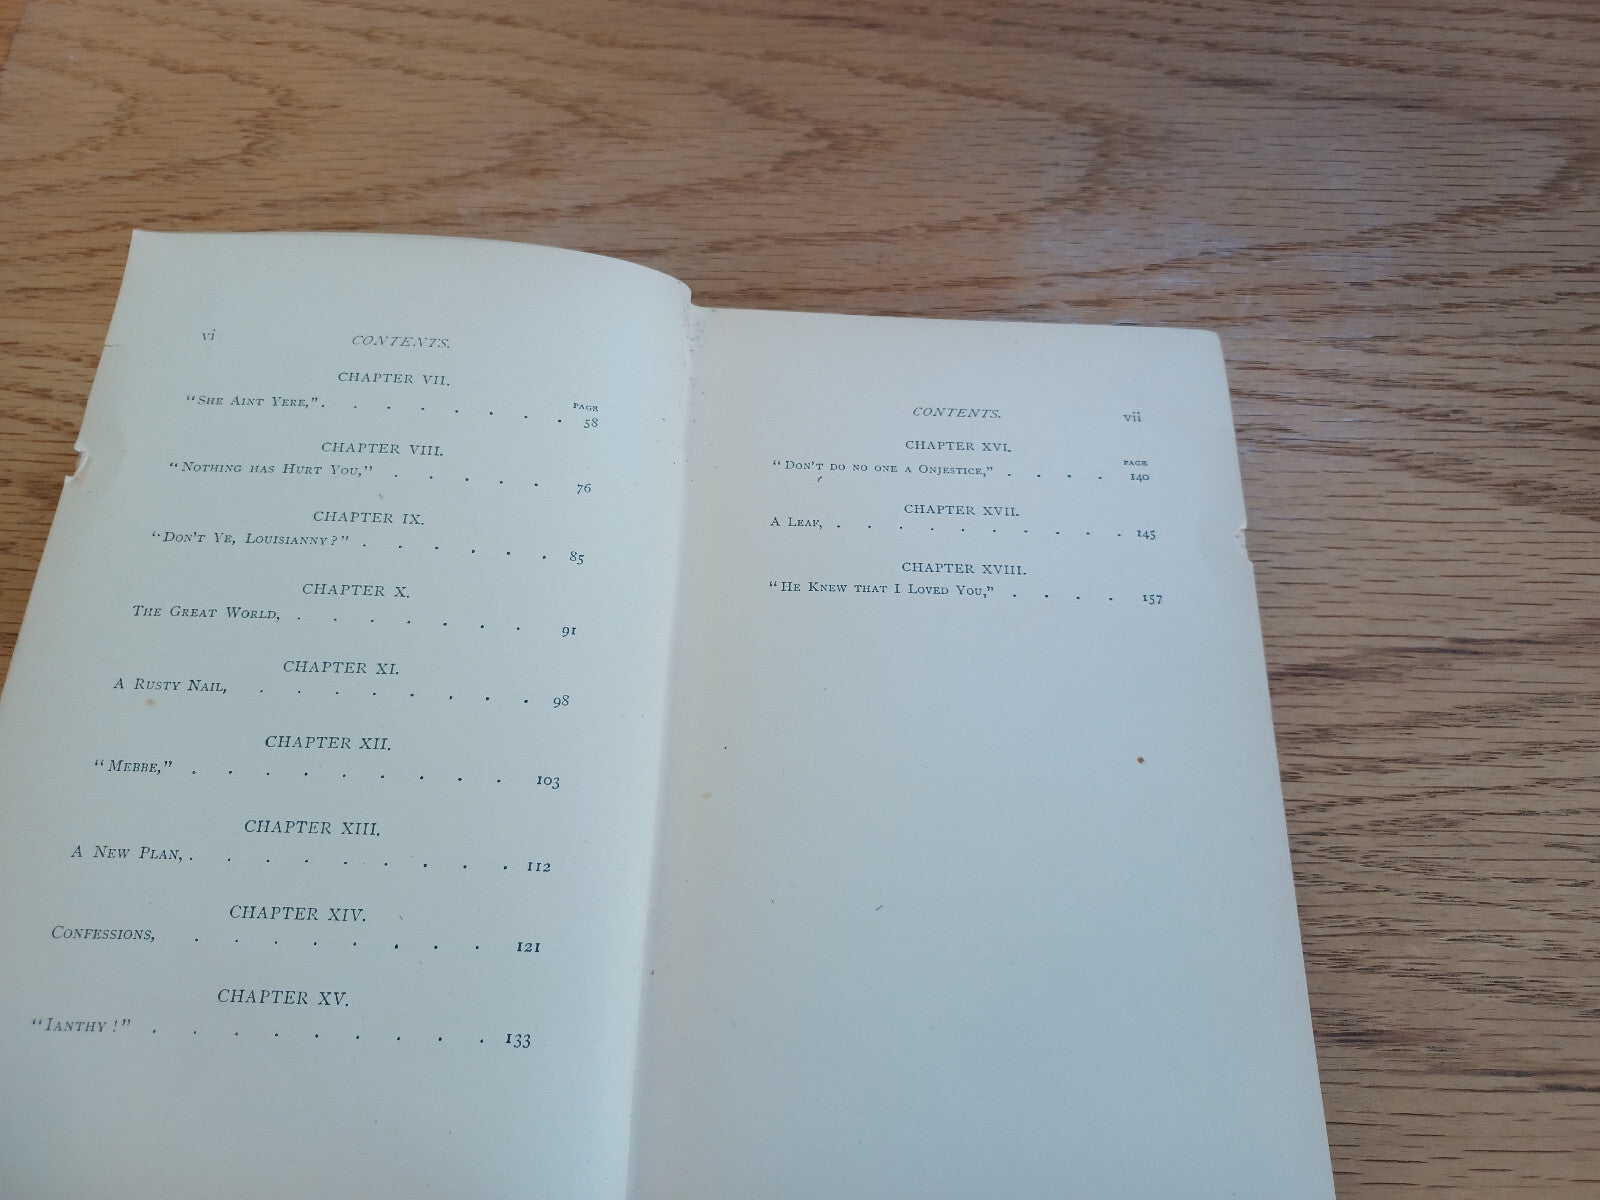 vi CONTENTS.
CHAPTER VII.
PAGE
"She Aint Yere," . . . . . . . . 58
CHAPTER VIII.
"Nothing has Hurt You," . . . . . 76
CHAPTER IX.
"Don't Ye, Louisianny?" . . . . . . 85
CHAPTER X.
The Great World, . . . . . . . 91
CHAPTER XI.
A Rusty Nail, . . . . . . . 98
CHAPTER XII.
"Mebbe," . . . . . . . . . 103
CHAPTER XIII.
A New Plan, . . . . . . . . . 112
CHAPTER XIV.
Confessions, . . . . . . . . 121
CHAPTER XV.
"Ianthy!" . . . . . . . . . 133
CONTENTS. vii
CHAPTER XVI.
PAGE
"Don't do no one a Onjestice," . . . . 140
CHAPTER XVII.
A Leaf, . . . . . . . . . . 145
CHAPTER XVIII.
"He Knew that I Loved You," . . . . 157